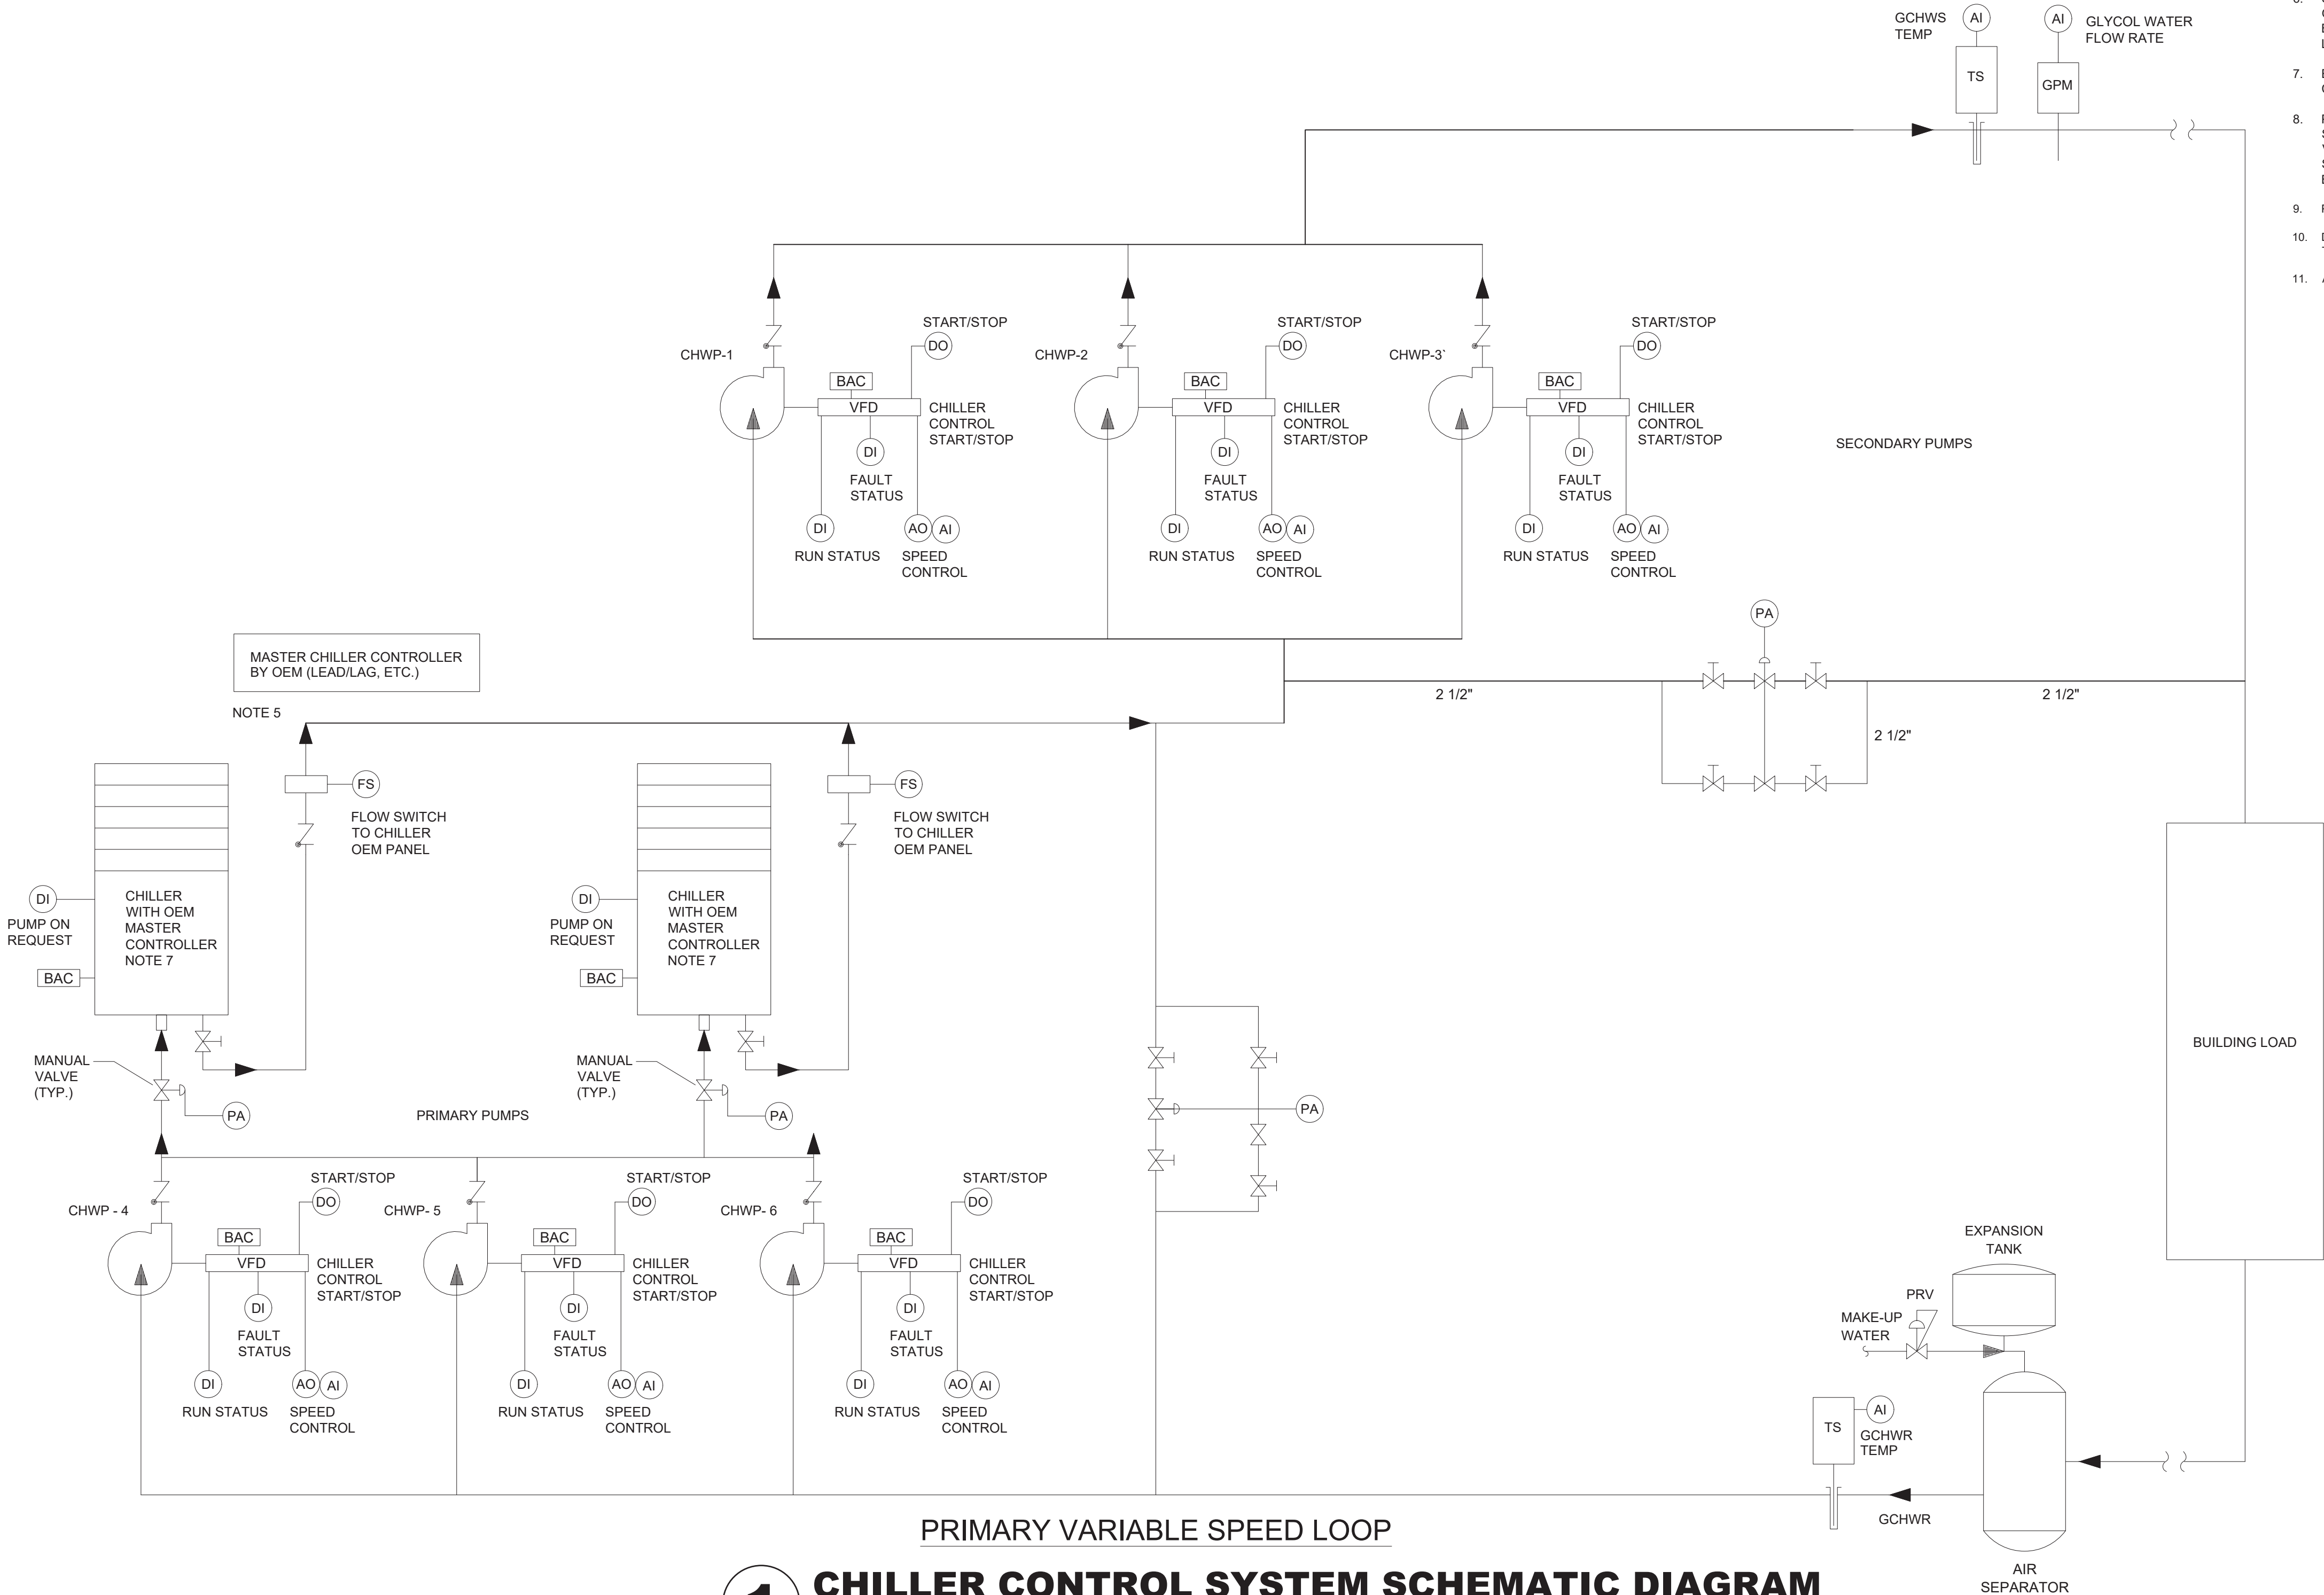 GCHWS
TEMP
AI
AI
GLYCOL WATER
FLOW RATE
TS
GPM
7.
8.
9.
10.
11.
START/STOP
DO
CHWP-1
BAC
VFD
CHILLER
CONTROL
START/STOP
DI
FAULT
STATUS
DI
AO
AI
RUN STATUS
SPEED
CONTROL
START/STOP
DO
CHWP-2
BAC
VFD
CHILLER
CONTROL
START/STOP
DI
FAULT
STATUS
DI
AO
AI
RUN STATUS
SPEED
CONTROL
START/STOP
DO
CHWP-3`
BAC
VFD
CHILLER
CONTROL
START/STOP
DI
FAULT
STATUS
DI
AO
AI
RUN STATUS
SPEED
CONTROL
SECONDARY PUMPS
MASTER CHILLER CONTROLLER
BY OEM (LEAD/LAG, ETC.)
NOTE 5
PA
2 1/2"
2 1/2"
2 1/2"
FS
FLOW SWITCH
TO CHILLER
OEM PANEL
DI
PUMP ON
REQUEST
BAC
CHILLER
WITH OEM
MASTER
CONTROLLER
NOTE 7
MANUAL
VALVE
(TYP.)
PA
FS
FLOW SWITCH
TO CHILLER
OEM PANEL
DI
PUMP ON
REQUEST
BAC
CHILLER
WITH OEM
MASTER
CONTROLLER
NOTE 7
MANUAL
VALVE
(TYP.)
PA
PRIMARY PUMPS
PA
BUILDING LOAD
START/STOP
DO
CHWP - 4
BAC
VFD
CHILLER
CONTROL
START/STOP
DI
FAULT
STATUS
DI
AO
AI
RUN STATUS
SPEED
CONTROL
START/STOP
DO
CHWP- 5
BAC
VFD
CHILLER
CONTROL
START/STOP
DI
FAULT
STATUS
DI
AO
AI
RUN STATUS
SPEED
CONTROL
START/STOP
DO
CHWP- 6
BAC
VFD
CHILLER
CONTROL
START/STOP
DI
FAULT
STATUS
DI
AO
AI
RUN STATUS
SPEED
CONTROL
EXPANSION
TANK
PRV
MAKE-UP
WATER
TS
AI
GCHWR
TEMP
GCHWR
AIR
SEPARATOR
PRIMARY VARIABLE SPEED LOOP
1
CHILLER CONTROL SYSTEM SCHEMATIC DIAGRAM